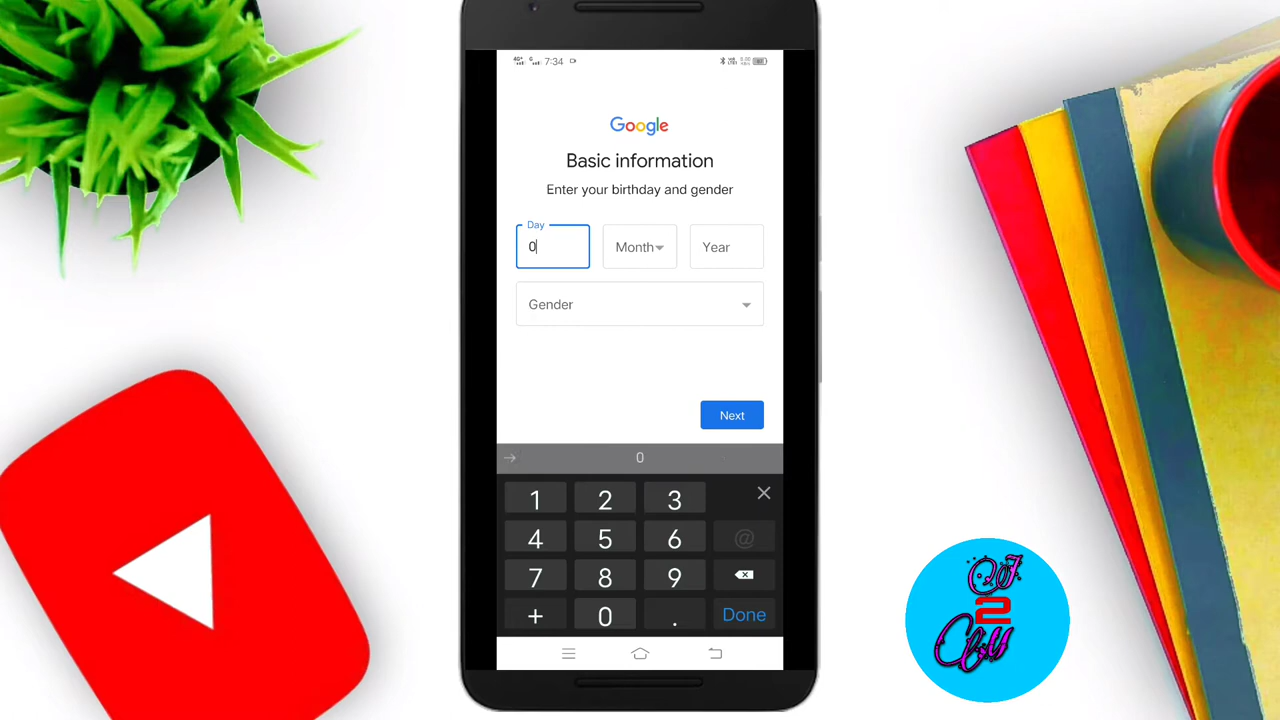 7:34
Google
Basic information
Enter your birthday and gender
Day
0
Month
Year
Gender
Next
0
1 2 3
4 5 6 @
7 8 9
+ 0 . Done
2